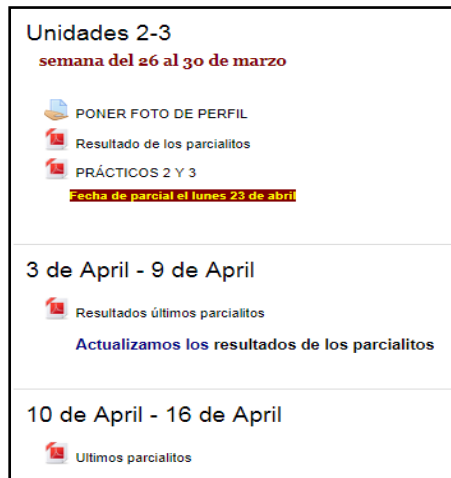 Unidades 2-3
semana del 26 al 30 de marzo
PONER FOTO DE PERFIL
Resultado de los parcialitos
PRÁCTICOS 2 Y 3
Fecha de parcial el lunes 23 de abril
3 de April - 9 de April
Resultados últimos parcialitos
Actualizamos los resultados de los parcialitos
10 de April - 16 de April
Ultimos parcialitos